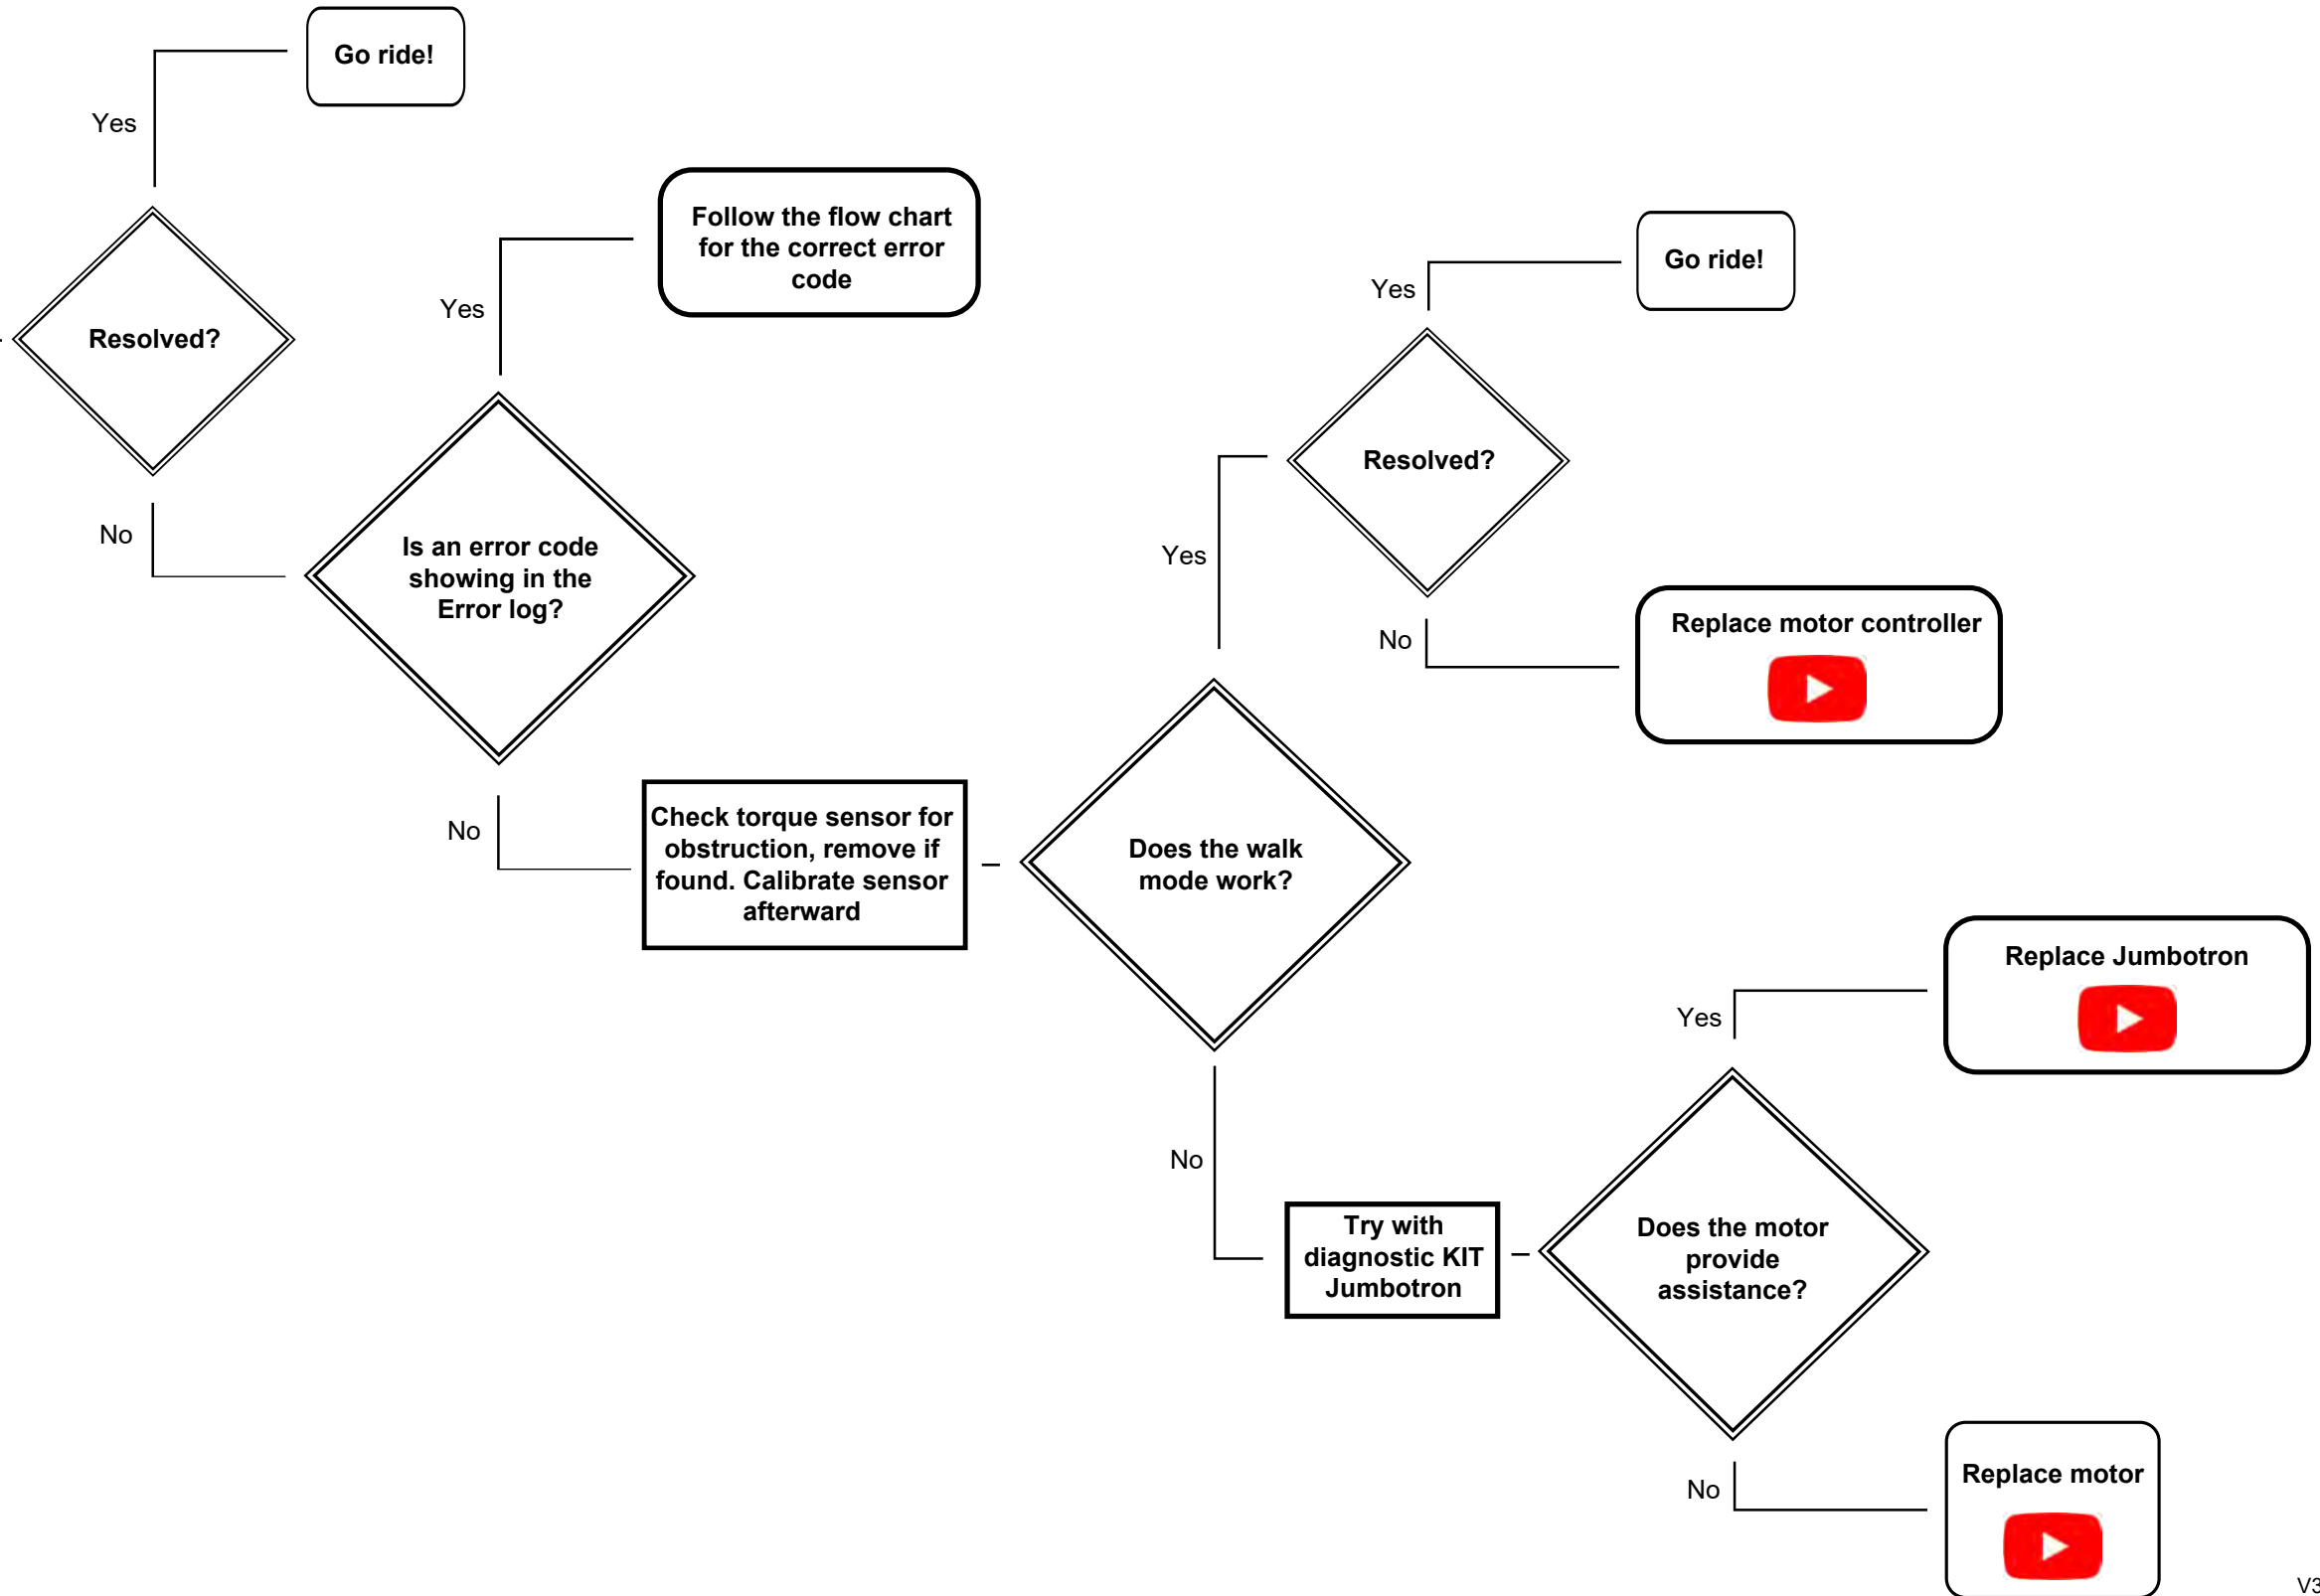 Go ride!
Yes
Resolved?
No
Follow the flow chart
for the correct error
code
Yes
Is an error code
showing in the
Error log?
No
Check torque sensor for
obstruction, remove if
found. Calibrate sensor
afterward
Does the walk
mode work?
Yes
Resolved?
Yes
Go ride!
No
Replace motor controller
No
Try with
diagnostic KIT
Jumbotron
Does the motor
provide
assistance?
Yes
Replace Jumbotron
No
Replace motor
V3